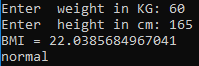 Enter  weight in KG: 60
Enter  height in cm: 165
BMI = 22.0385684967041
normal